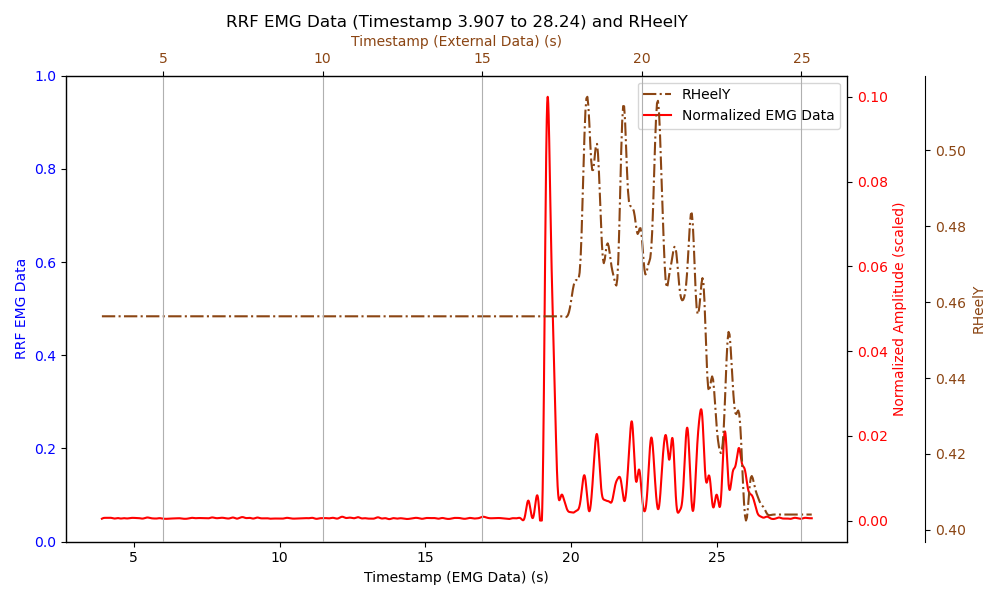 RRF EMG Data (Timestamp 3.907 to 28.24) and RHeelY
Timestamp (External Data) (s)
5 10 15 20 25
RHeelY
Normalized EMG Data
1.0
0.8
0.6
0.4
0.2
0.0
RRF EMG Data
0.10
0.08
0.06
0.04
0.02
0.00
Normalized Amplitude (scaled)
0.50
0.48
0.46
0.44
0.42
0.40
RHeelY
5 10 15 20 25
Timestamp (EMG Data) (s)